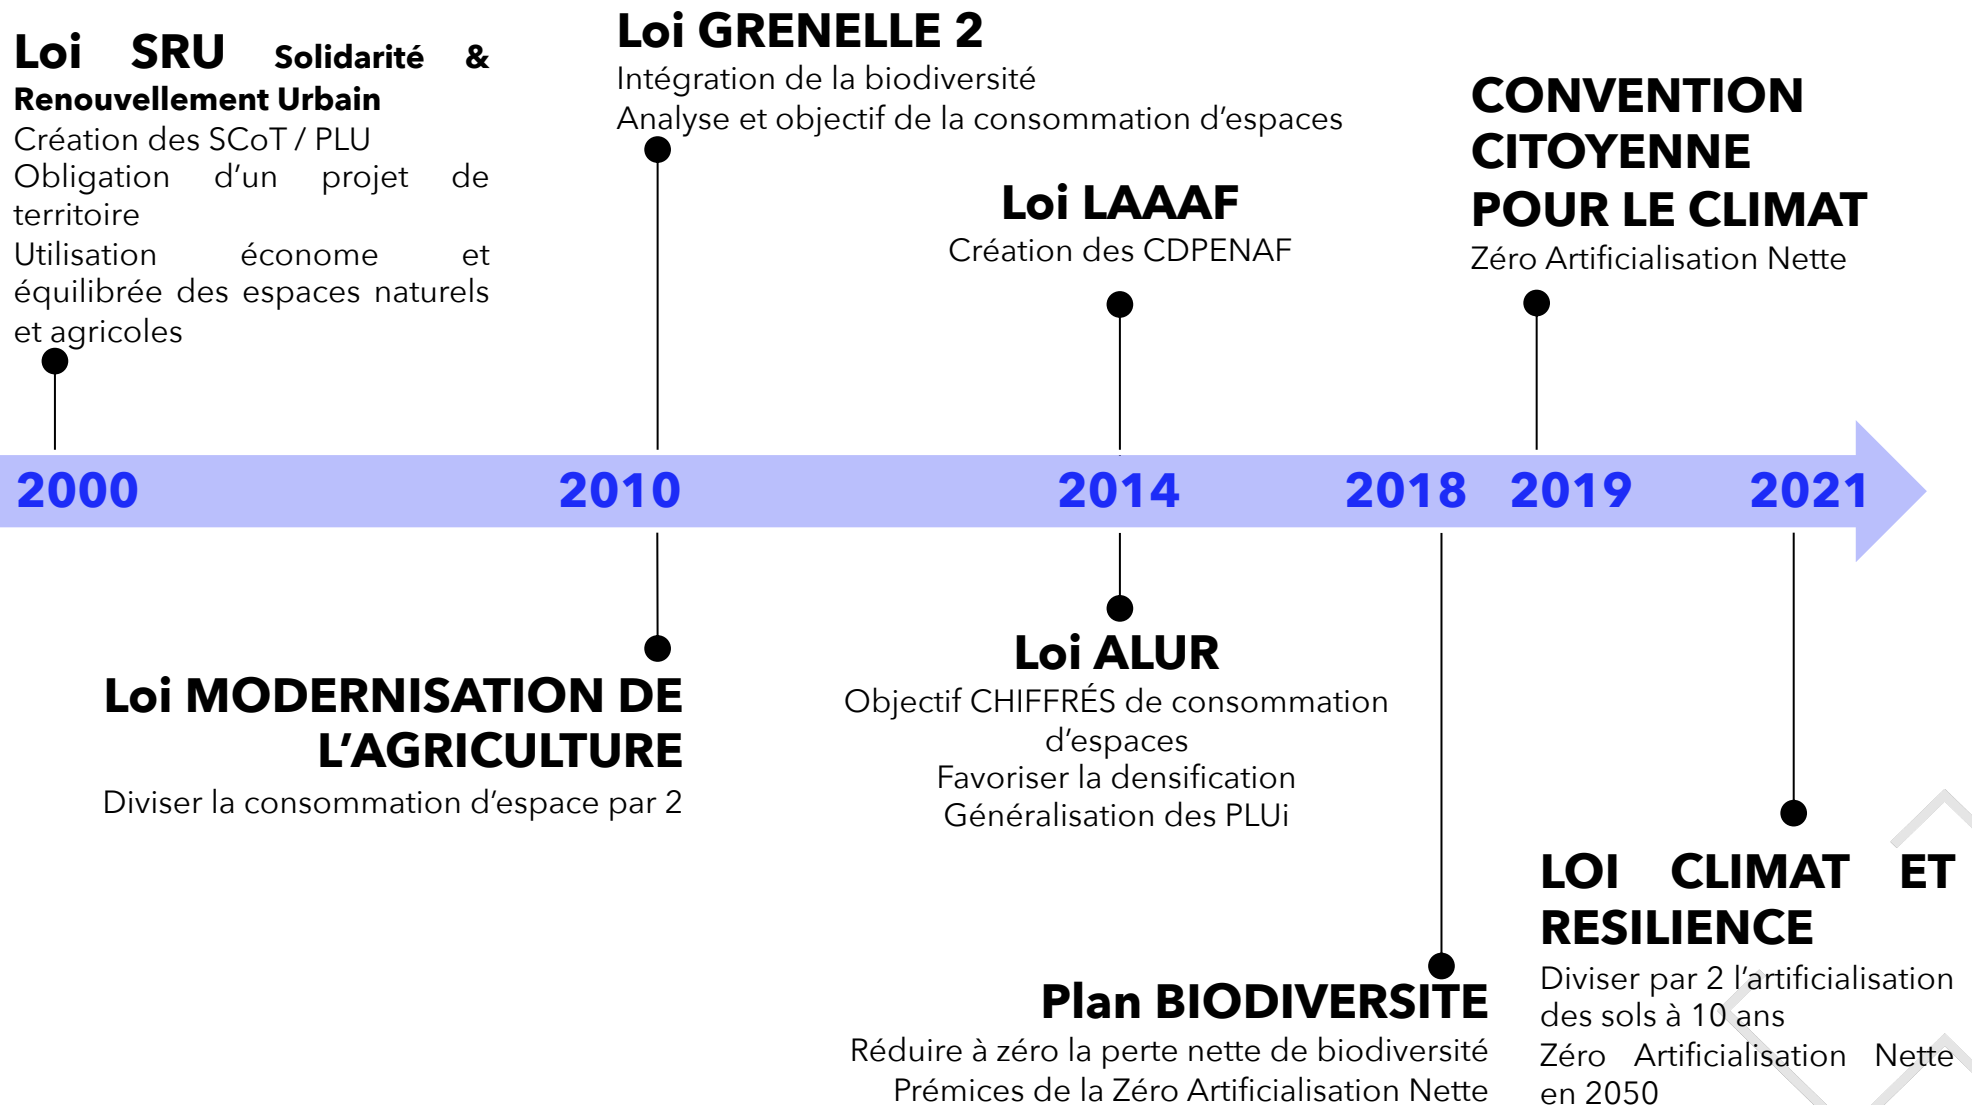 Loi SRU Solidarité &
Renouvellement Urbain
Création des SCoT / PLU
Obligation d'un projet de
territoire
Utilisation économe et
équilibrée des espaces naturels
et agricoles
Loi GRENELLE 2
Intégration de la biodiversité
Analyse et objectif de la consommation d’espaces
Loi LAAAF
Création des CDPENAF
CONVENTION
CITOYENNE
POUR LE CLIMAT
Zéro Artificialisation Nette
2000 2010 2014 2018 2019 2021
Loi MODERNISATION DE
L’AGRICULTURE
Diviser la consommation d’espace par 2
Loi ALUR
Objectif CHIFFRÉS de consommation
d'espaces
Favoriser la densification
Généralisation des PLUi
Plan BIODIVERSITE
Réduire à zéro la perte nette de biodiversité
Prémices de la Zéro Artificialisation Nette
LOI CLIMAT ET
RESILIENCE
Diviser par 2 l’artificialisation
des sols à 10 ans
Zéro Artificialisation Nette
en 2050